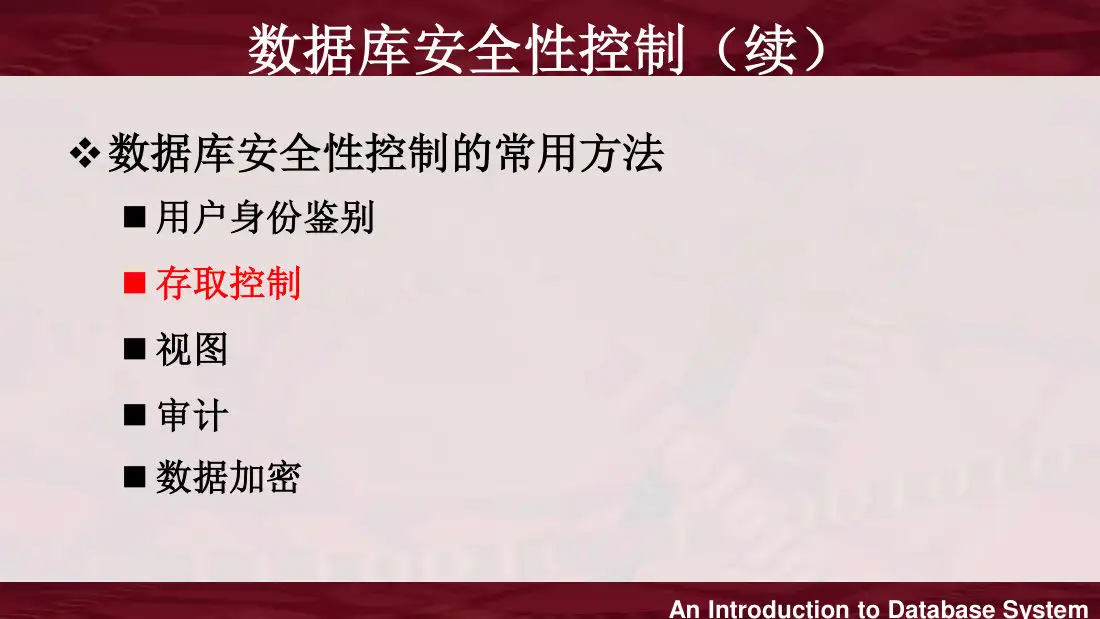 数据库安全性控制（续）
数据库安全性控制的常用方法
用户身份鉴别
存取控制
视图
审计
数据加密
An Introduction to Database System